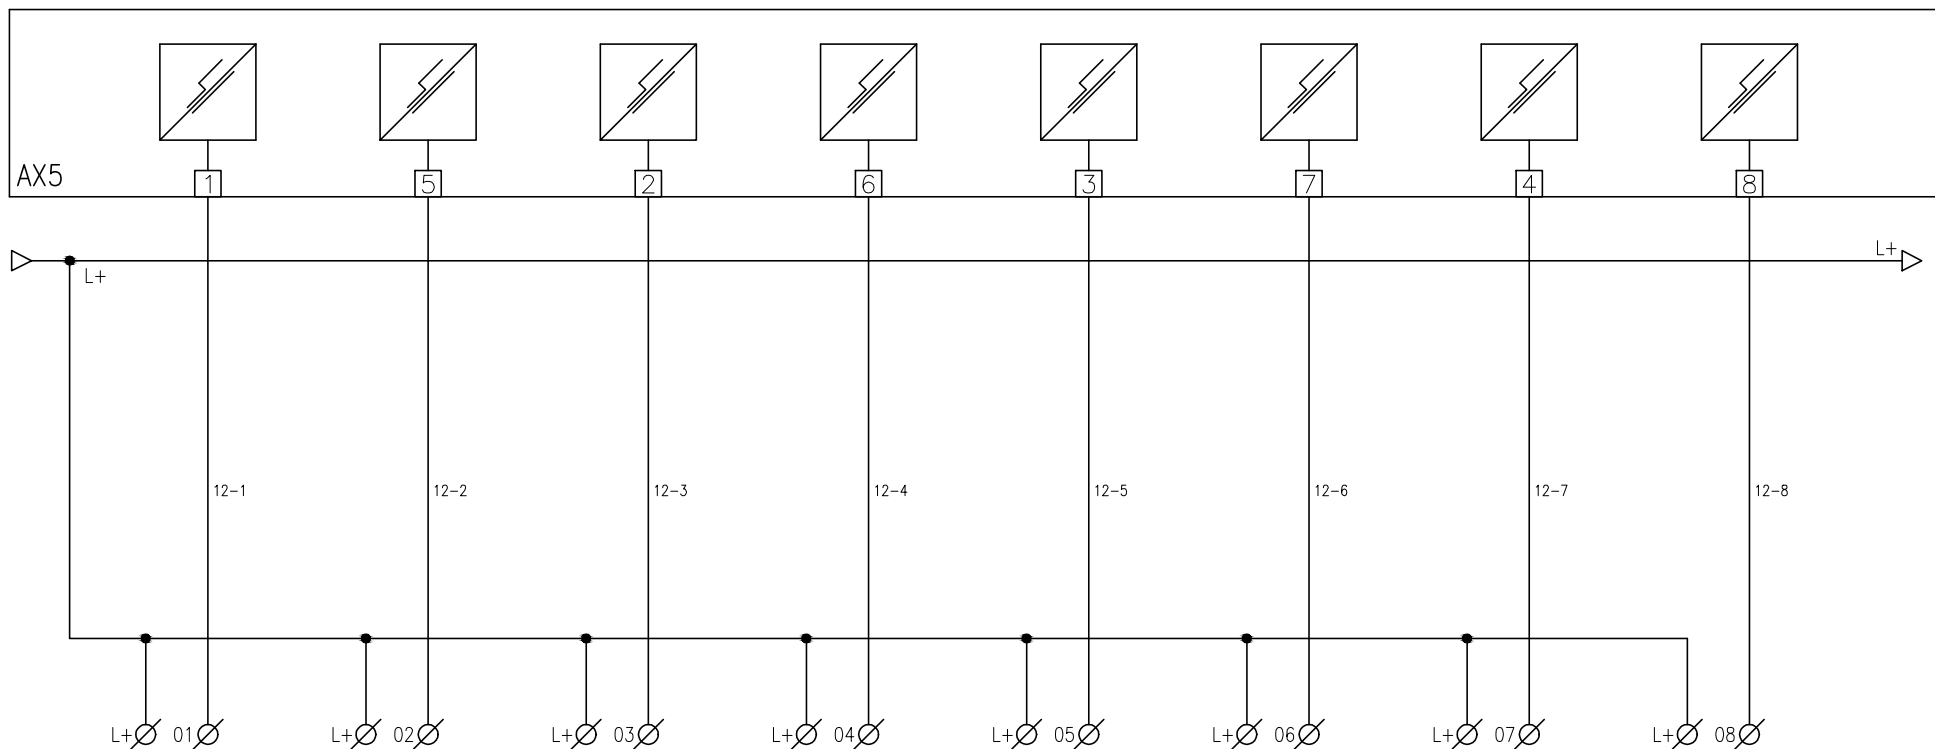 AX5
1 5 2 6 3 7 4 8
L+
L+
12-1 12-2 12-3 12-4 12-5 12-6 12-7 12-8
L+ 01 L+ 02 L+ 03 L+ 04 L+ 05 L+ 06 L+ 07 L+ 08